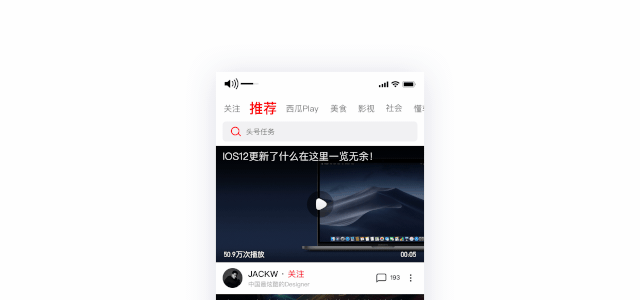 关注 推荐 西瓜Play 美食 影视 社会
头号任务
IOS12更新了什么在这里一览无余！
50.9万次播放 00:05
JACKW · 关注 193
中国最炫酷的Designer